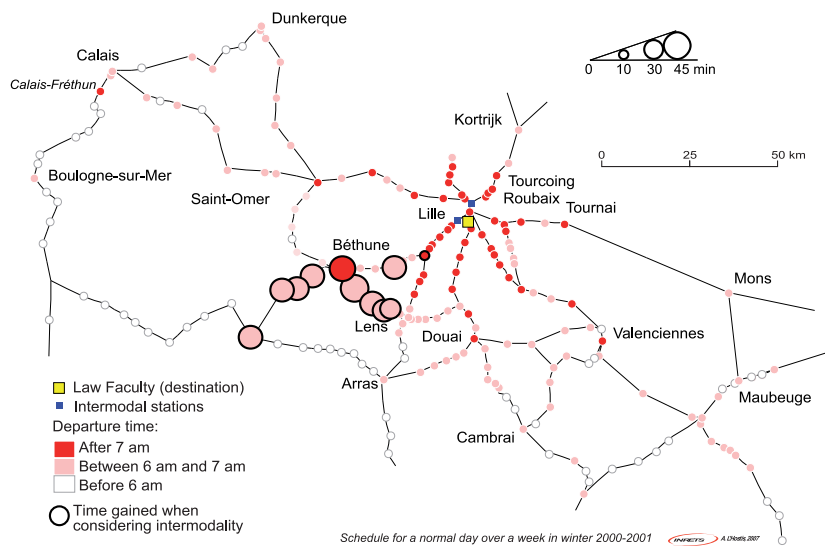 Dunkerque
Calais
Calais-Fréthun
0 10 30 45 min
Kortrijk
0 25 50 km
Boulogne-sur-Mer
Saint-Omer
Tourcoing
Roubaix
Lille
Tournai
Béthune
Mons
Lens
Douai
Valenciennes
Arras
Maubeuge
Cambrai
Law Faculty (destination)
Intermodal stations
Departure time:
After 7 am
Between 6 am and 7 am
Before 6 am
Time gained when
considering intermodality
Schedule for a normal day over a week in winter 2000-2001
INRETS
A. L'Hostis, 2007